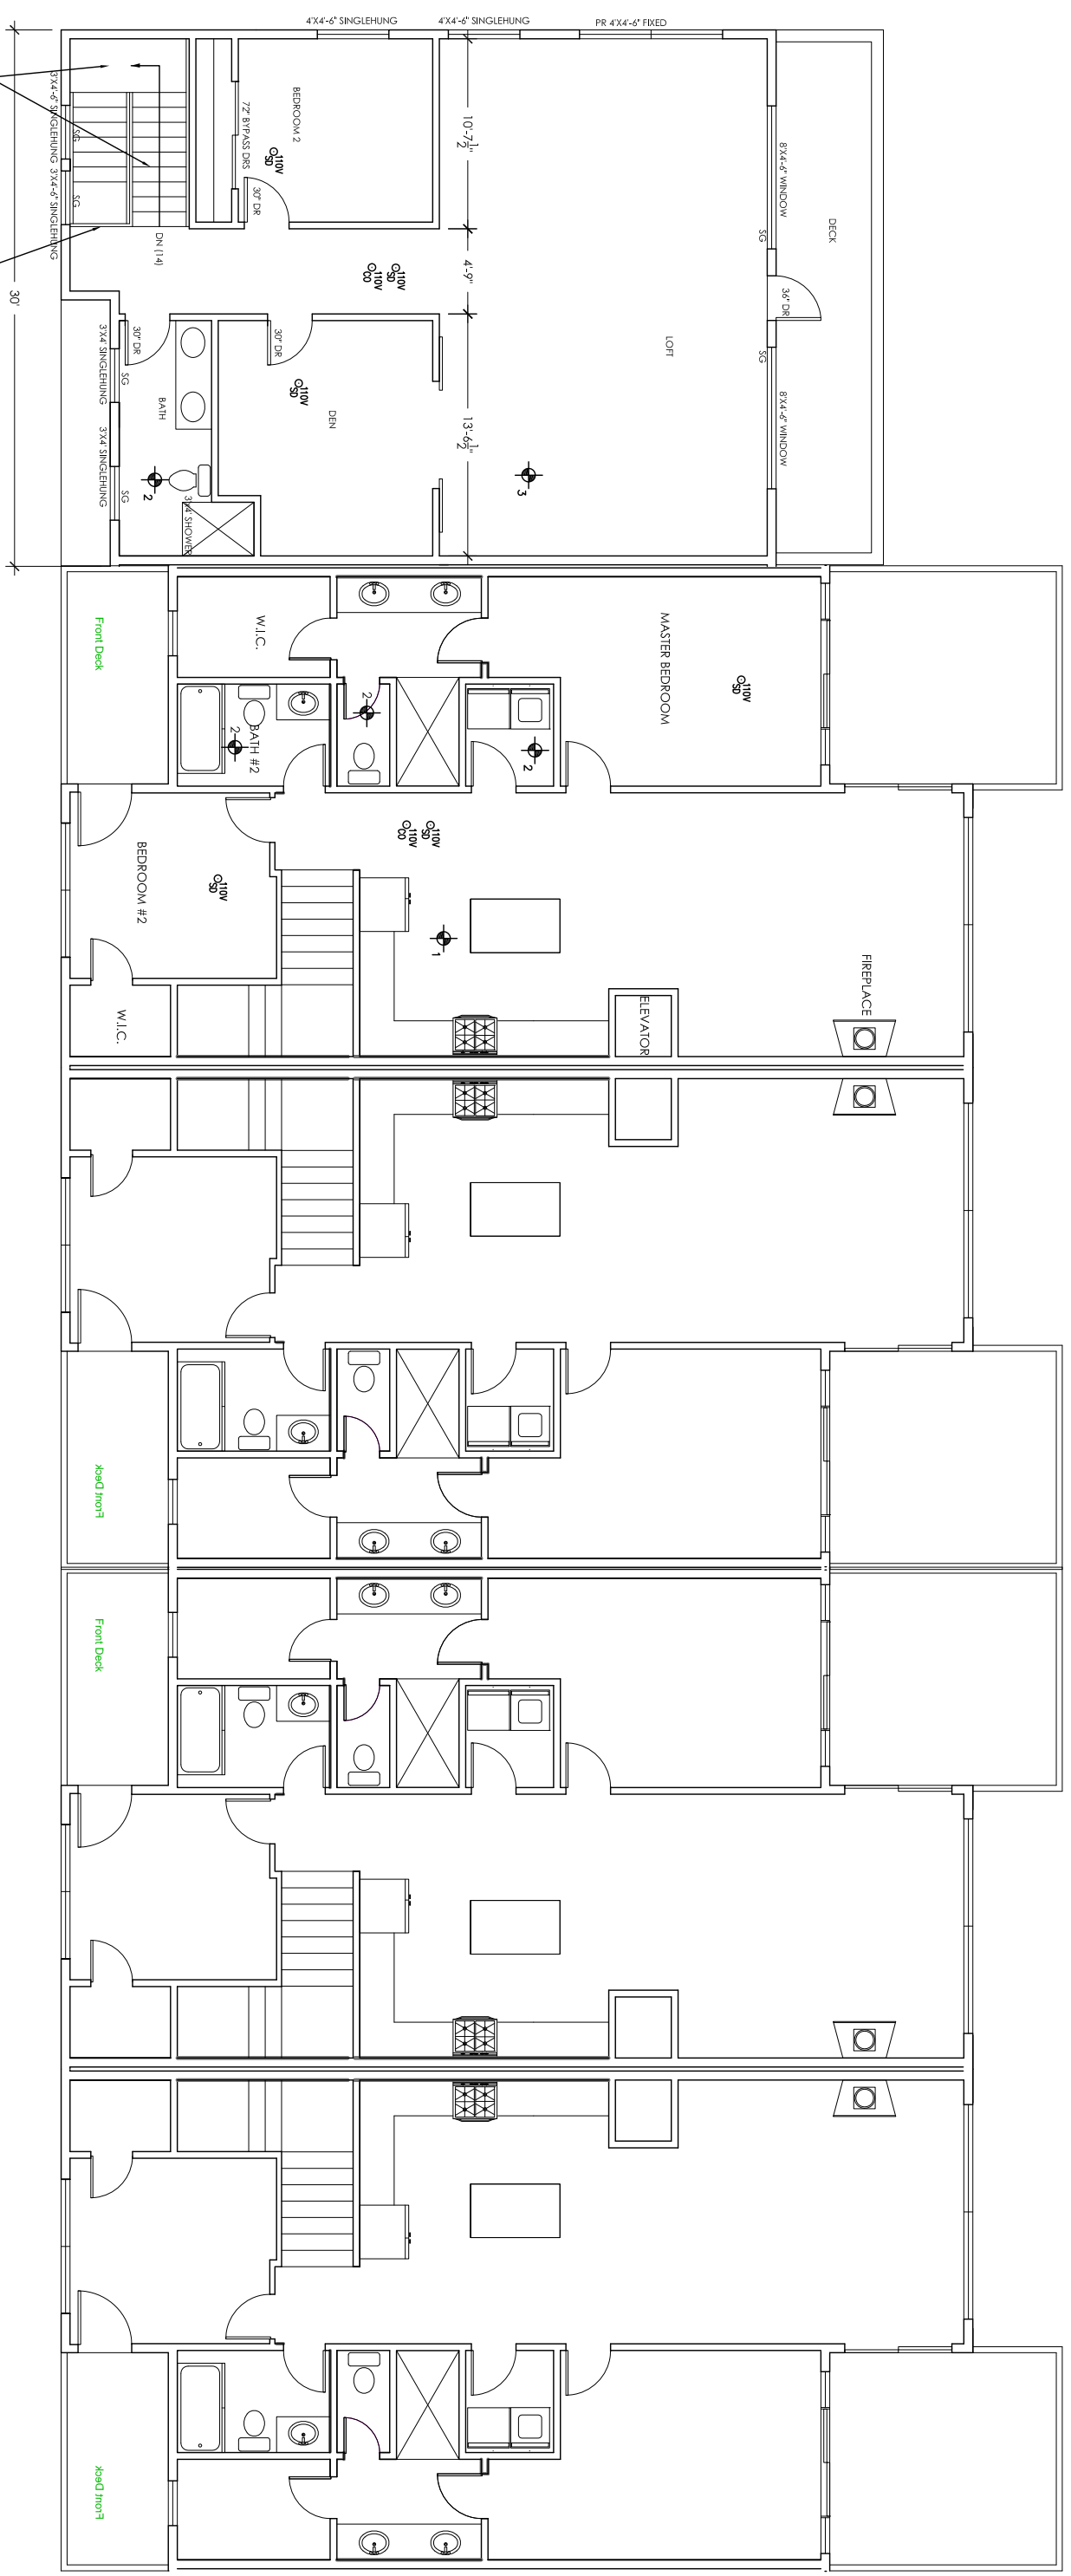 4'X4'-6" SINGLEHUNG
4'X4'-6" SINGLEHUNG
PR 4'X4'-6" FIXED
3'X4'-6" SINGLEHUNG
3'X4'-6" SINGLEHUNG
SG
SG
DN (14)
30'
BEDROOM 2
72" BYPASS DRS
110V
SD
30" DR
10'-7 1/2"
4'-9"
13'-6 1/2"
110V
SD
110V
CO
8'X4'-6" WINDOW
DECK
SG
36" DR
SG
8'X4'-6" WINDOW
LOFT
3
30" DR
110V
SD
DEN
30" DR
3'X4' SINGLEHUNG
SG
BATH
3'X4' SINGLEHUNG
SG
2
3'X4' SHOWER
Front Deck
W.I.C.
MASTER BEDROOM
110V
SD
2
2
BATH #2
2
110V
SD
110V
CO
BEDROOM #2
110V
SD
1
W.I.C.
ELEVATOR
FIREPLACE
Front Deck
Front Deck
Front Deck